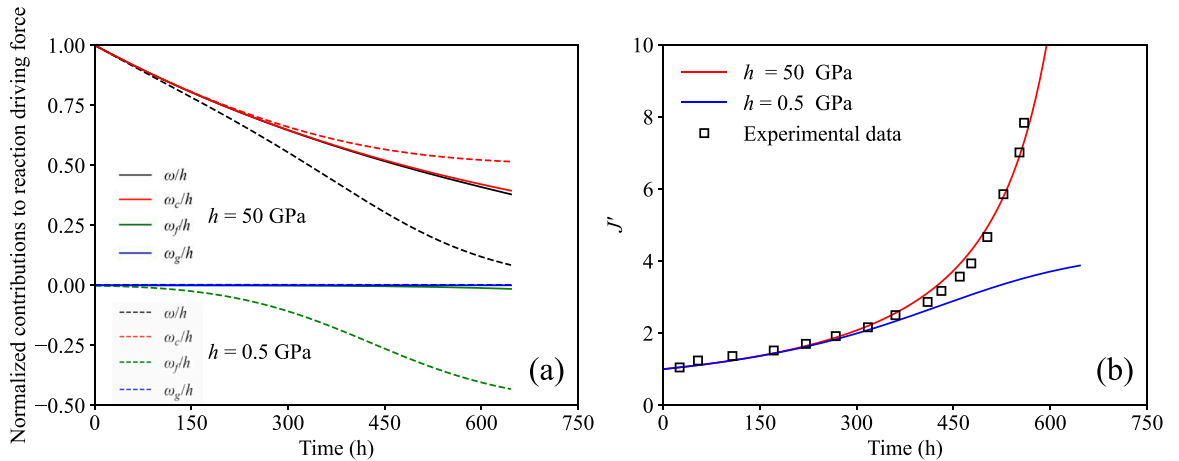 Normalized contributions to reaction driving force
1.00
0.75
0.50
0.25
0.00
−0.25
−0.50
ω/h
ω_c/h
ω_f/h
ω_g/h
h = 50 GPa
ω/h
ω_c/h
ω_f/h
ω_g/h
h = 0.5 GPa
(a)
0
150
300
450
600
750
Time (h)
J′
10
8
6
4
2
0
h = 50 GPa
h = 0.5 GPa
Experimental data
(b)
0
150
300
450
600
750
Time (h)